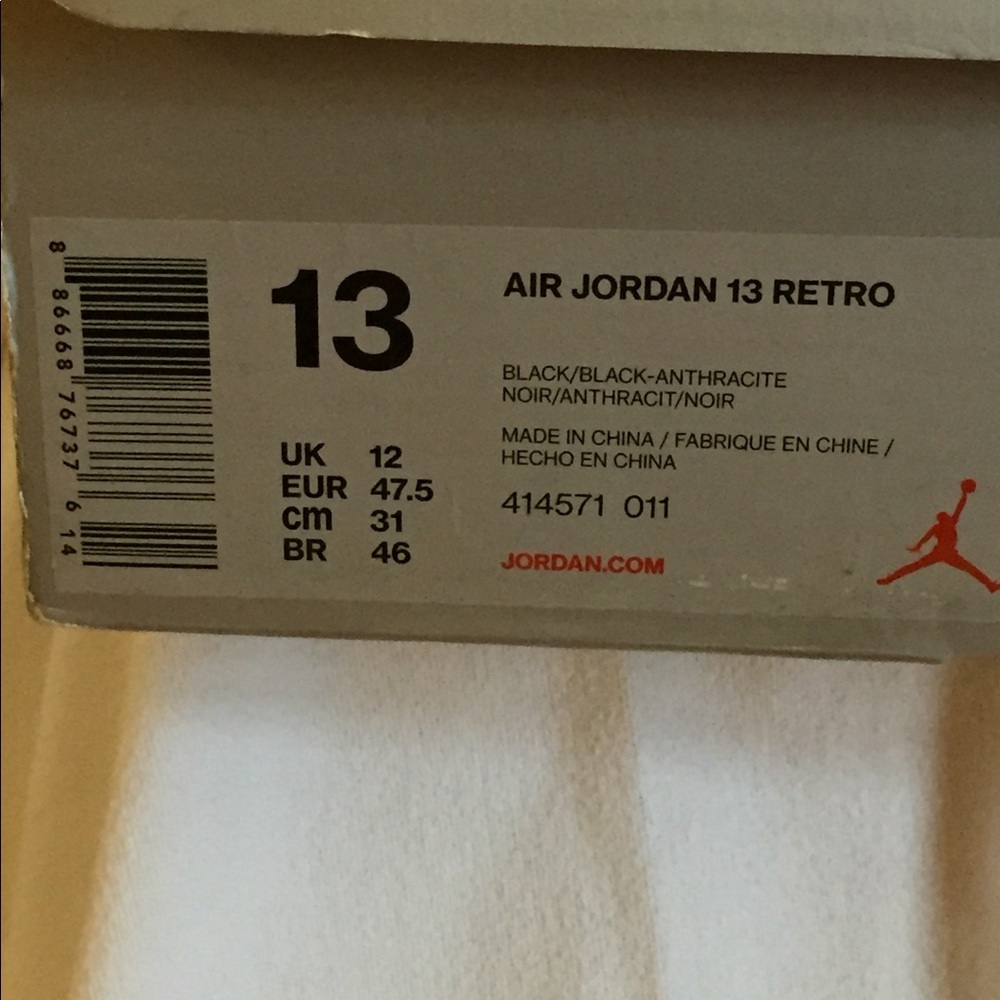 8 86668 76737 6 14
13
UK 12
EUR 47.5
cm 31
BR 46
AIR JORDAN 13 RETRO
BLACK/BLACK-ANTHRACITE
NOIR/ANTHRACIT/NOIR
MADE IN CHINA / FABRIQUE EN CHINE /
HECHO EN CHINA
414571 011
JORDAN.COM